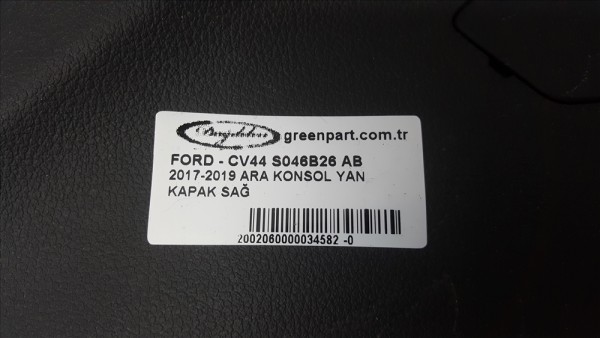 greenpart.com.tr
FORD - CV44 S046B26 AB
2017-2019 ARA KONSOL YAN
KAPAK SAĞ
2002060000034582 -0